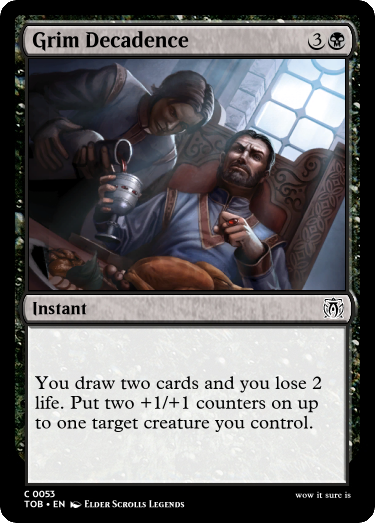 Grim Decadence 3
Instant
You draw two cards and you lose 2
life. Put two +1/+1 counters on up
to one target creature you control.
C 0053
TOB • EN Elder Scrolls Legends
wow it sure is